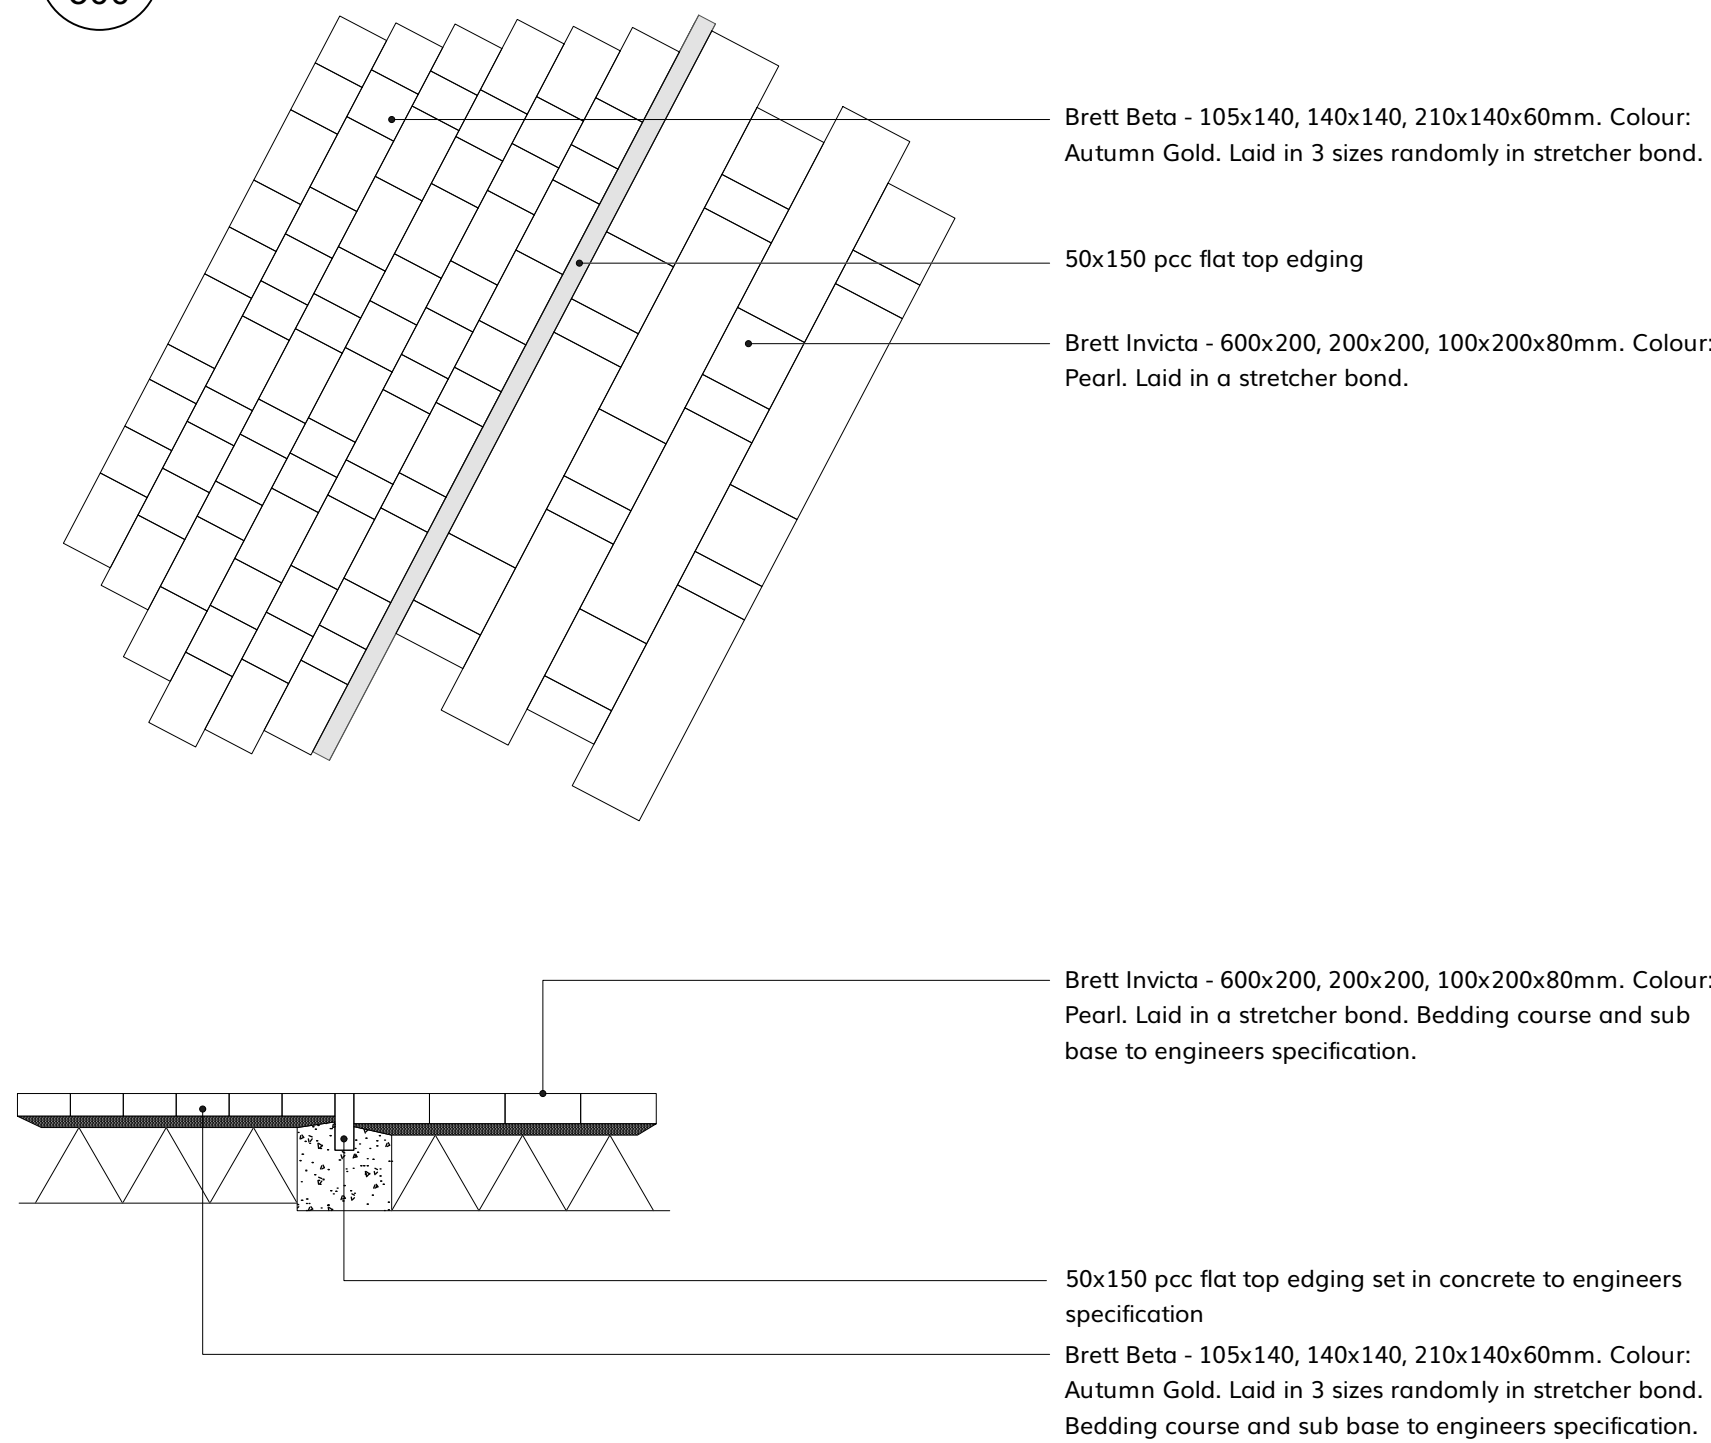 Brett Beta - 105x140, 140x140, 210x140x60mm. Colour:
Autumn Gold. Laid in 3 sizes randomly in stretcher bond.
50x150 pcc flat top edging
Brett Invicta - 600x200, 200x200, 100x200x80mm. Colour:
Pearl. Laid in a stretcher bond.
Brett Invicta - 600x200, 200x200, 100x200x80mm. Colour:
Pearl. Laid in a stretcher bond. Bedding course and sub
base to engineers specification.
50x150 pcc flat top edging set in concrete to engineers
specification
Brett Beta - 105x140, 140x140, 210x140x60mm. Colour:
Autumn Gold. Laid in 3 sizes randomly in stretcher bond.
Bedding course and sub base to engineers specification.